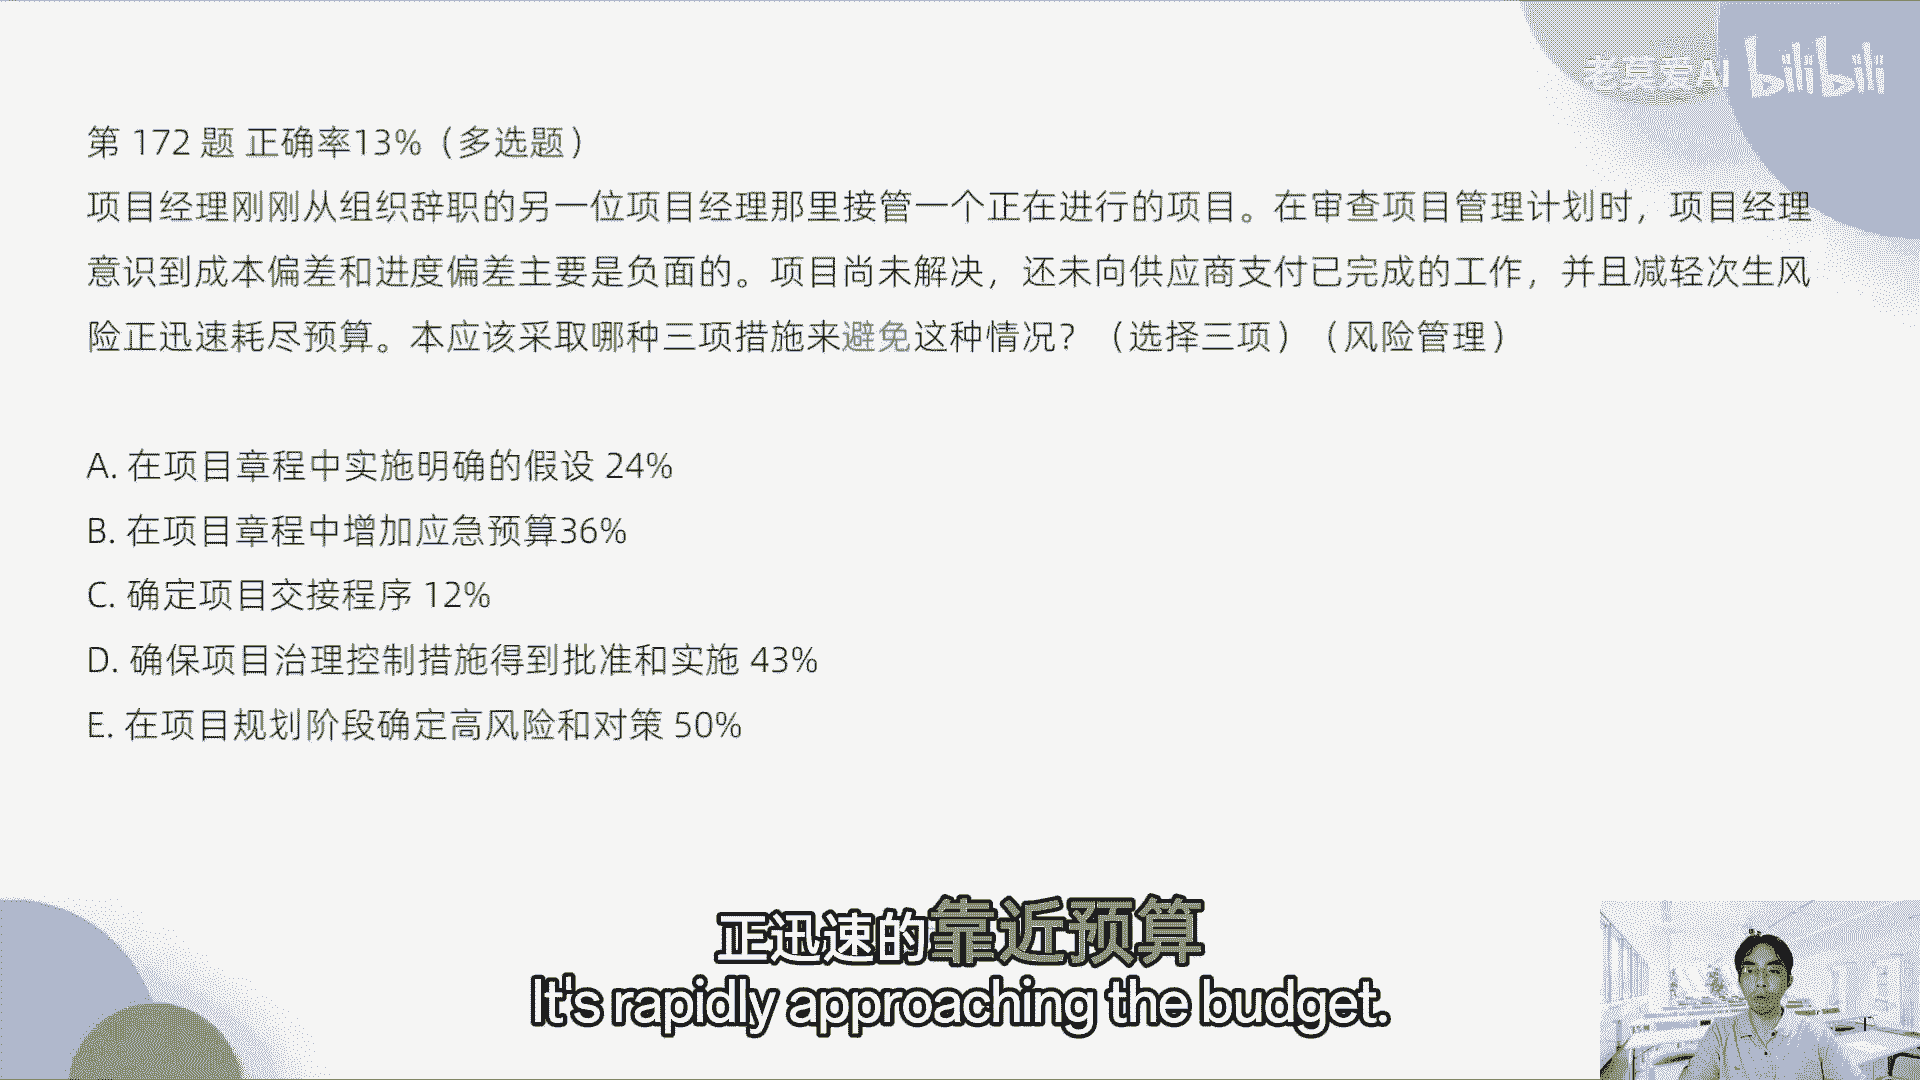 老莫爱AI bilibili
第 172 题 正确率13%（多选题）
项目经理刚刚从组织辞职的另一位项目经理那里接管一个正在进行的项目。在审查项目管理计划时，项目经理
意识到成本偏差和进度偏差主要是负面的。项目尚未解决，还未向供应商支付已完成的工作，并且减轻次生风
险正迅速耗尽预算。本应该采取哪种三项措施来避免这种情况？（选择三项）（风险管理）
A. 在项目章程中实施明确的假设 24%
B. 在项目章程中增加应急预算36%
C. 确定项目交接程序 12%
D. 确保项目治理控制措施得到批准和实施 43%
E. 在项目规划阶段确定高风险和对策 50%
正迅速的靠近预算
It's rapidly approaching the budget.